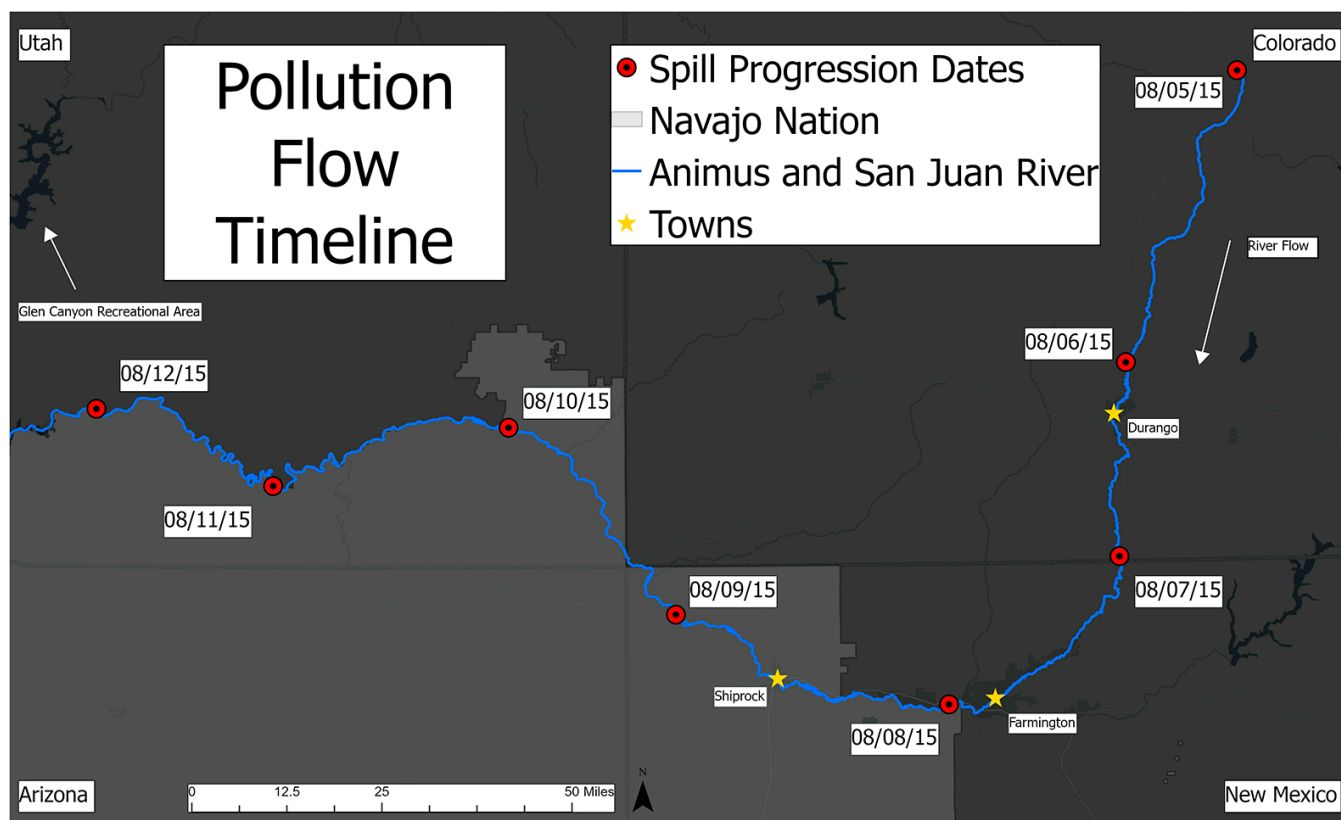 Utah
Pollution
Flow
Timeline
Spill Progression Dates
Navajo Nation
Animus and San Juan River
Towns
Colorado
08/05/15
River Flow
Glen Canyon Recreational Area
08/06/15
08/12/15
08/10/15
Durango
08/11/15
08/09/15
08/07/15
Shiprock
Farmington
08/08/15
Arizona
0 12.5 25 50 Miles
N
New Mexico